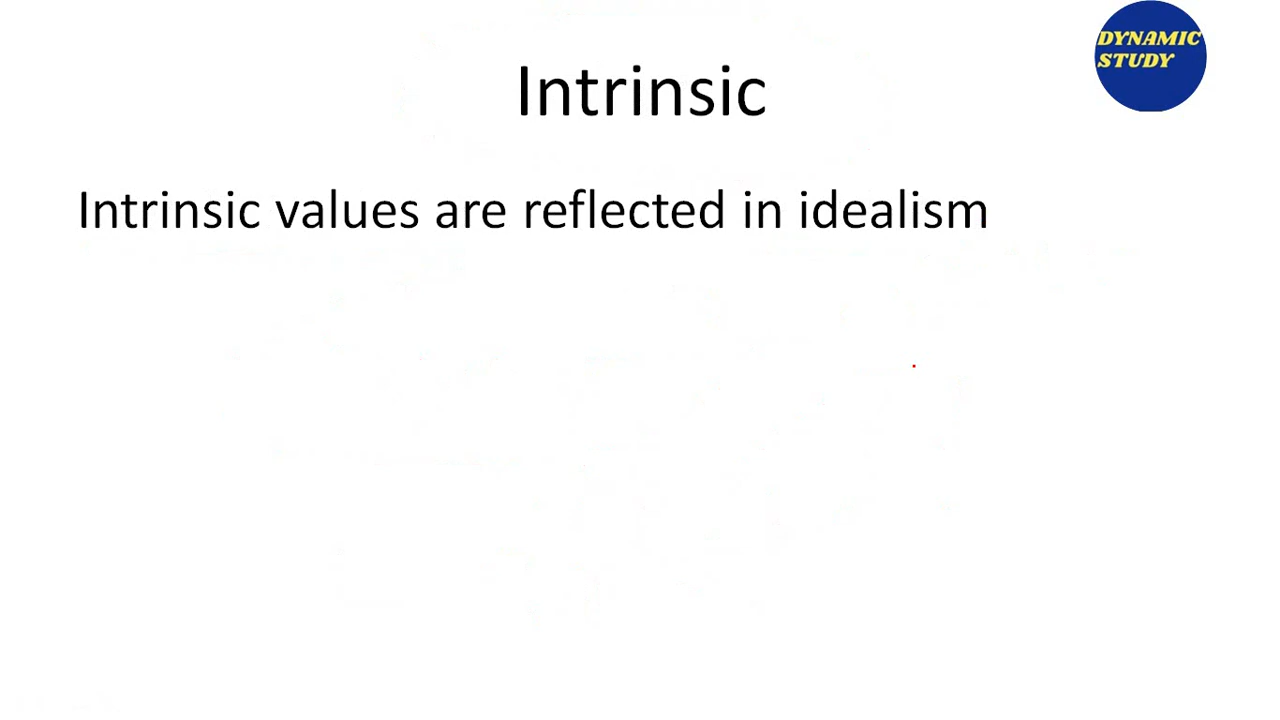 DYNAMIC
STUDY
Intrinsic
Intrinsic values are reflected in idealism